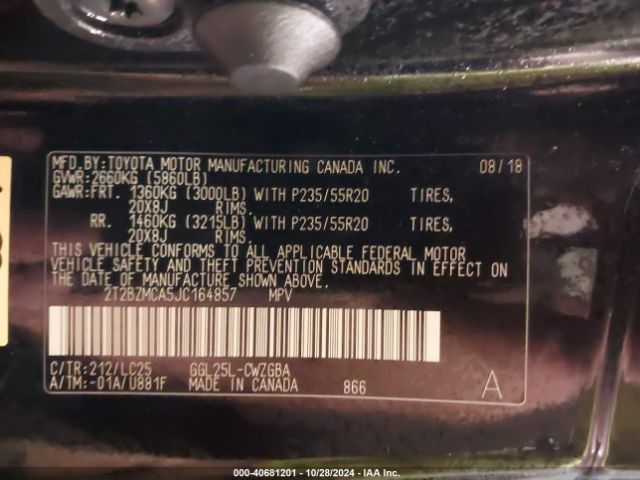 MFD.BY:TOYOTA MOTOR MANUFACTURING CANADA INC. 08/18
GVWR:2660KG (5860LB)
GAWR:FRT. 1360KG (3000LB) WITH P235/55R20 TIRES,
20X8J RIMS.
RR. 1460KG (3215LB) WITH P235/55R20 TIRES,
20X8J RIMS.
THIS VEHICLE CONFORMS TO ALL APPLICABLE FEDERAL MOTOR
VEHICLE SAFETY AND THEFT PREVENTION STANDARDS IN EFFECT ON
THE DATE OF MANUFACTURE SHOWN ABOVE.
2T2BZMCA5JC164857 MPV
C/TR:212/LC25 GGL25L-CWZGBA
A/TM:-01A/U881F MADE IN CANADA 866 A
000-40681201 - 10/28/2024 - IAA Inc.